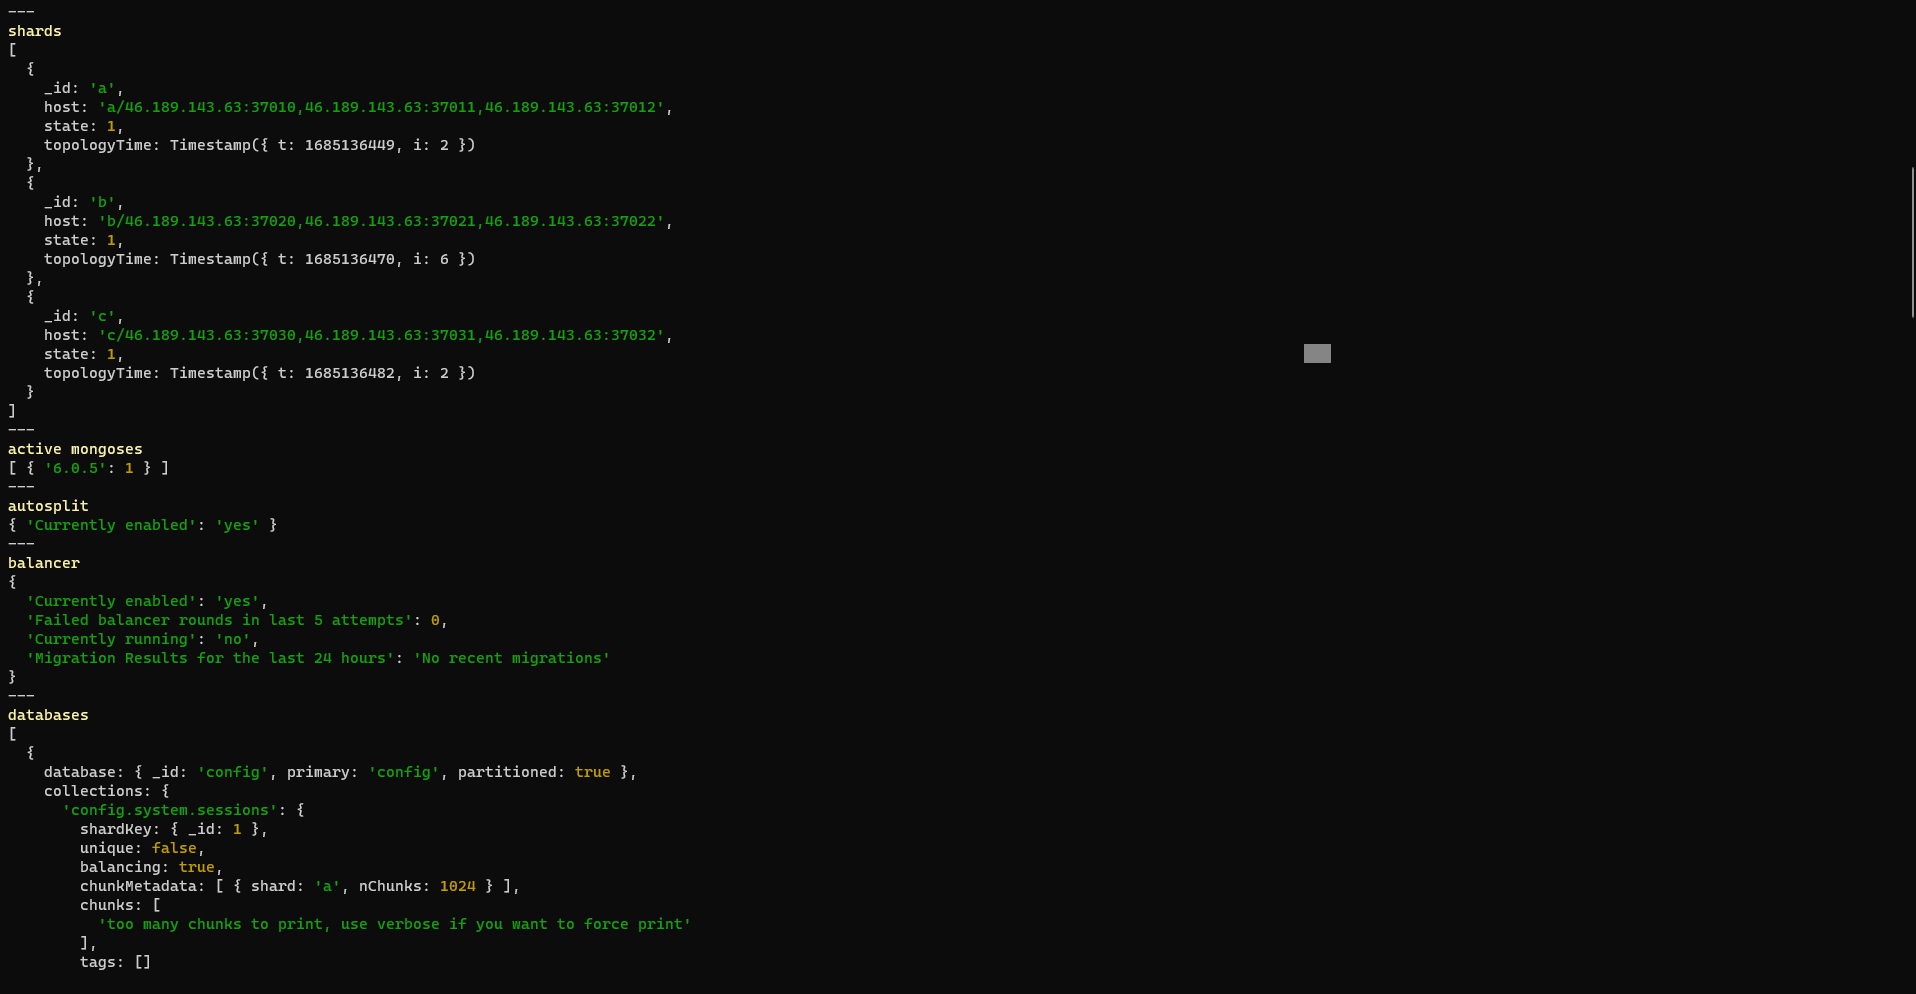 ---
shards
[
  {
    _id: 'a',
    host: 'a/46.189.143.63:37010,46.189.143.63:37011,46.189.143.63:37012',
    state: 1,
    topologyTime: Timestamp({ t: 1685136449, i: 2 })
  },
  {
    _id: 'b',
    host: 'b/46.189.143.63:37020,46.189.143.63:37021,46.189.143.63:37022',
    state: 1,
    topologyTime: Timestamp({ t: 1685136470, i: 6 })
  },
  {
    _id: 'c',
    host: 'c/46.189.143.63:37030,46.189.143.63:37031,46.189.143.63:37032',
    state: 1,
    topologyTime: Timestamp({ t: 1685136482, i: 2 })
  }
]
---
active mongoses
[ { '6.0.5': 1 } ]
---
autosplit
{ 'Currently enabled': 'yes' }
---
balancer
{
  'Currently enabled': 'yes',
  'Failed balancer rounds in last 5 attempts': 0,
  'Currently running': 'no',
  'Migration Results for the last 24 hours': 'No recent migrations'
}
---
databases
[
  {
    database: { _id: 'config', primary: 'config', partitioned: true },
    collections: {
      'config.system.sessions': {
        shardKey: { _id: 1 },
        unique: false,
        balancing: true,
        chunkMetadata: [ { shard: 'a', nChunks: 1024 } ],
        chunks: [
          'too many chunks to print, use verbose if you want to force print'
        ],
        tags: []